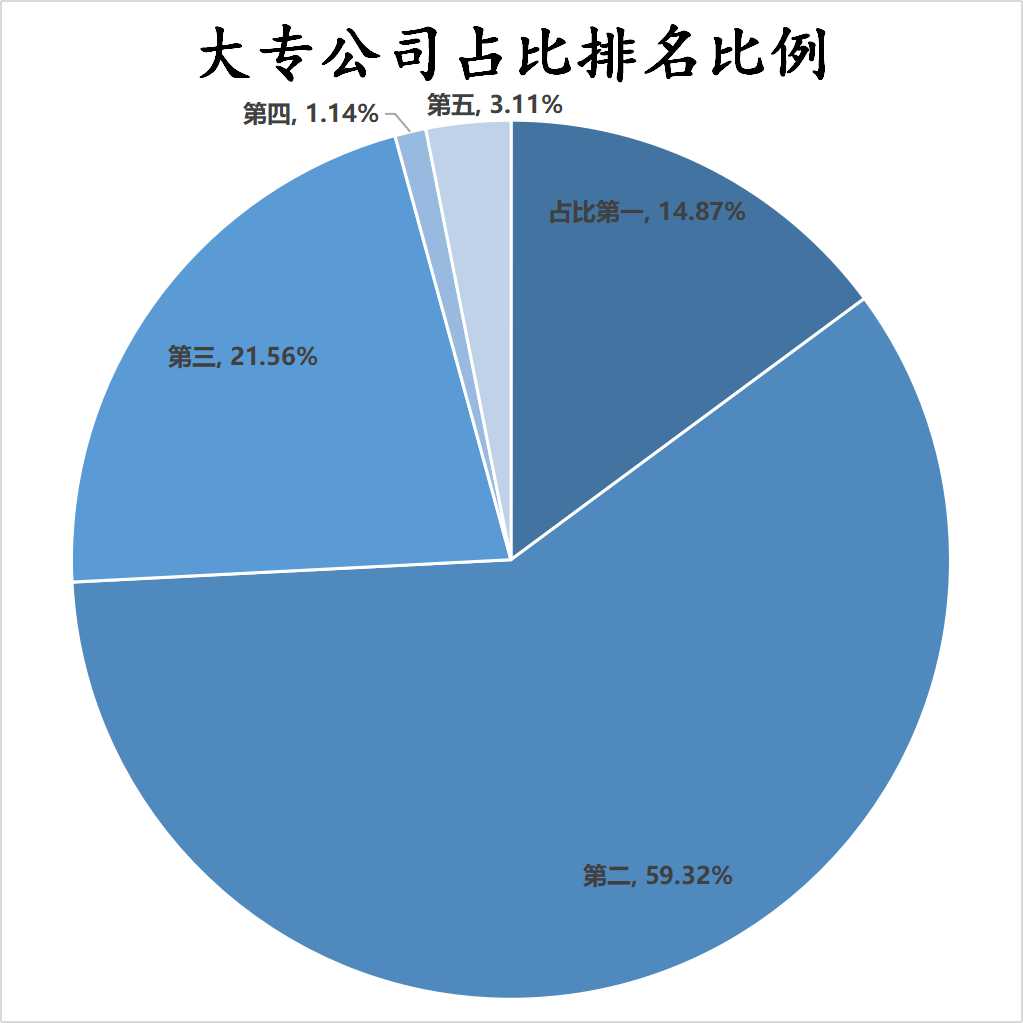 大专公司占比排名比例
第四, 1.14%
第五, 3.11%
占比第一, 14.87%
第三, 21.56%
第二, 59.32%